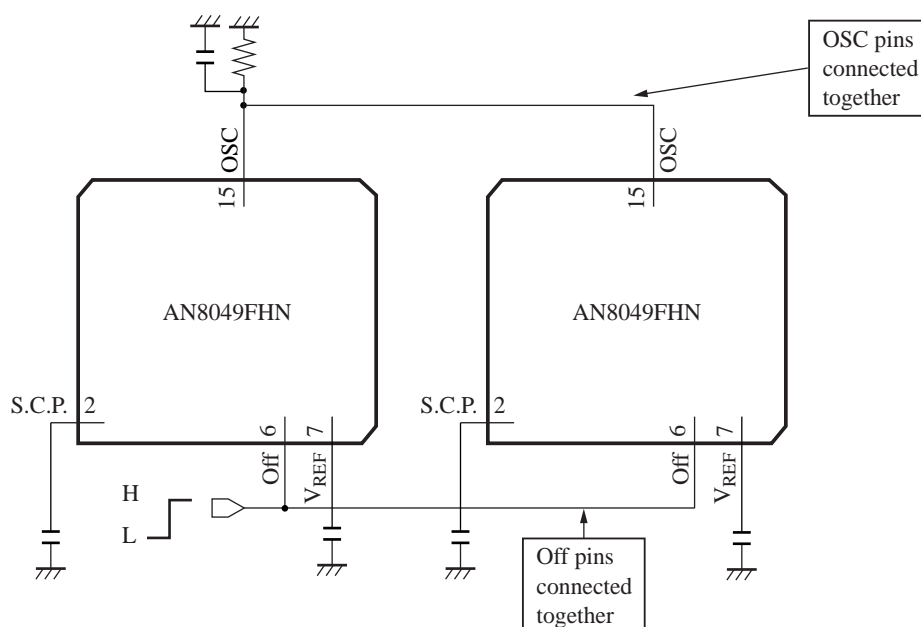 OSC pins
connected
together
OSC
OSC
15
15
AN8049FHN
AN8049FHN
S.C.P. 2
S.C.P. 2
6
7
6
7
Off
VREF
Off
VREF
H
L
Off pins
connected
together